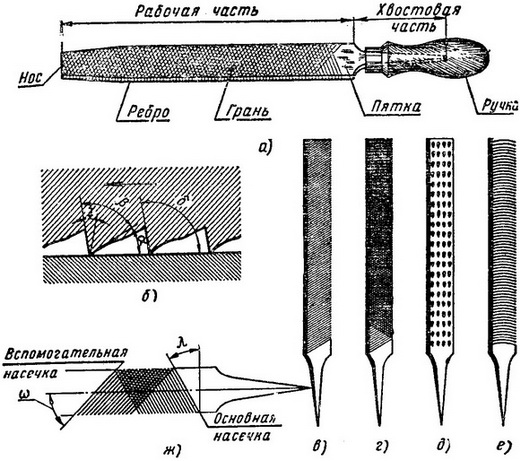 Рабочая часть
Хвостовая
часть
Нос
Ребро
Грань
Пятка
Ручка
а)
б)
Вспомогательная
насечка
λ
ω
Основная
насечка
ж)
в)
г)
д)
е)